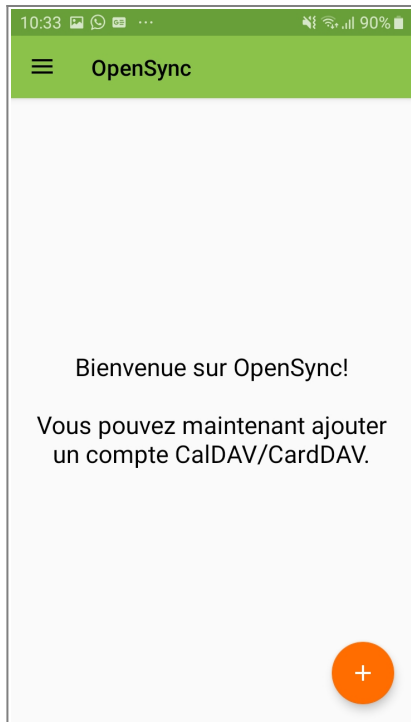 10:33 ... 90%
OpenSync
Bienvenue sur OpenSync!
Vous pouvez maintenant ajouter
un compte CalDAV/CardDAV.
+